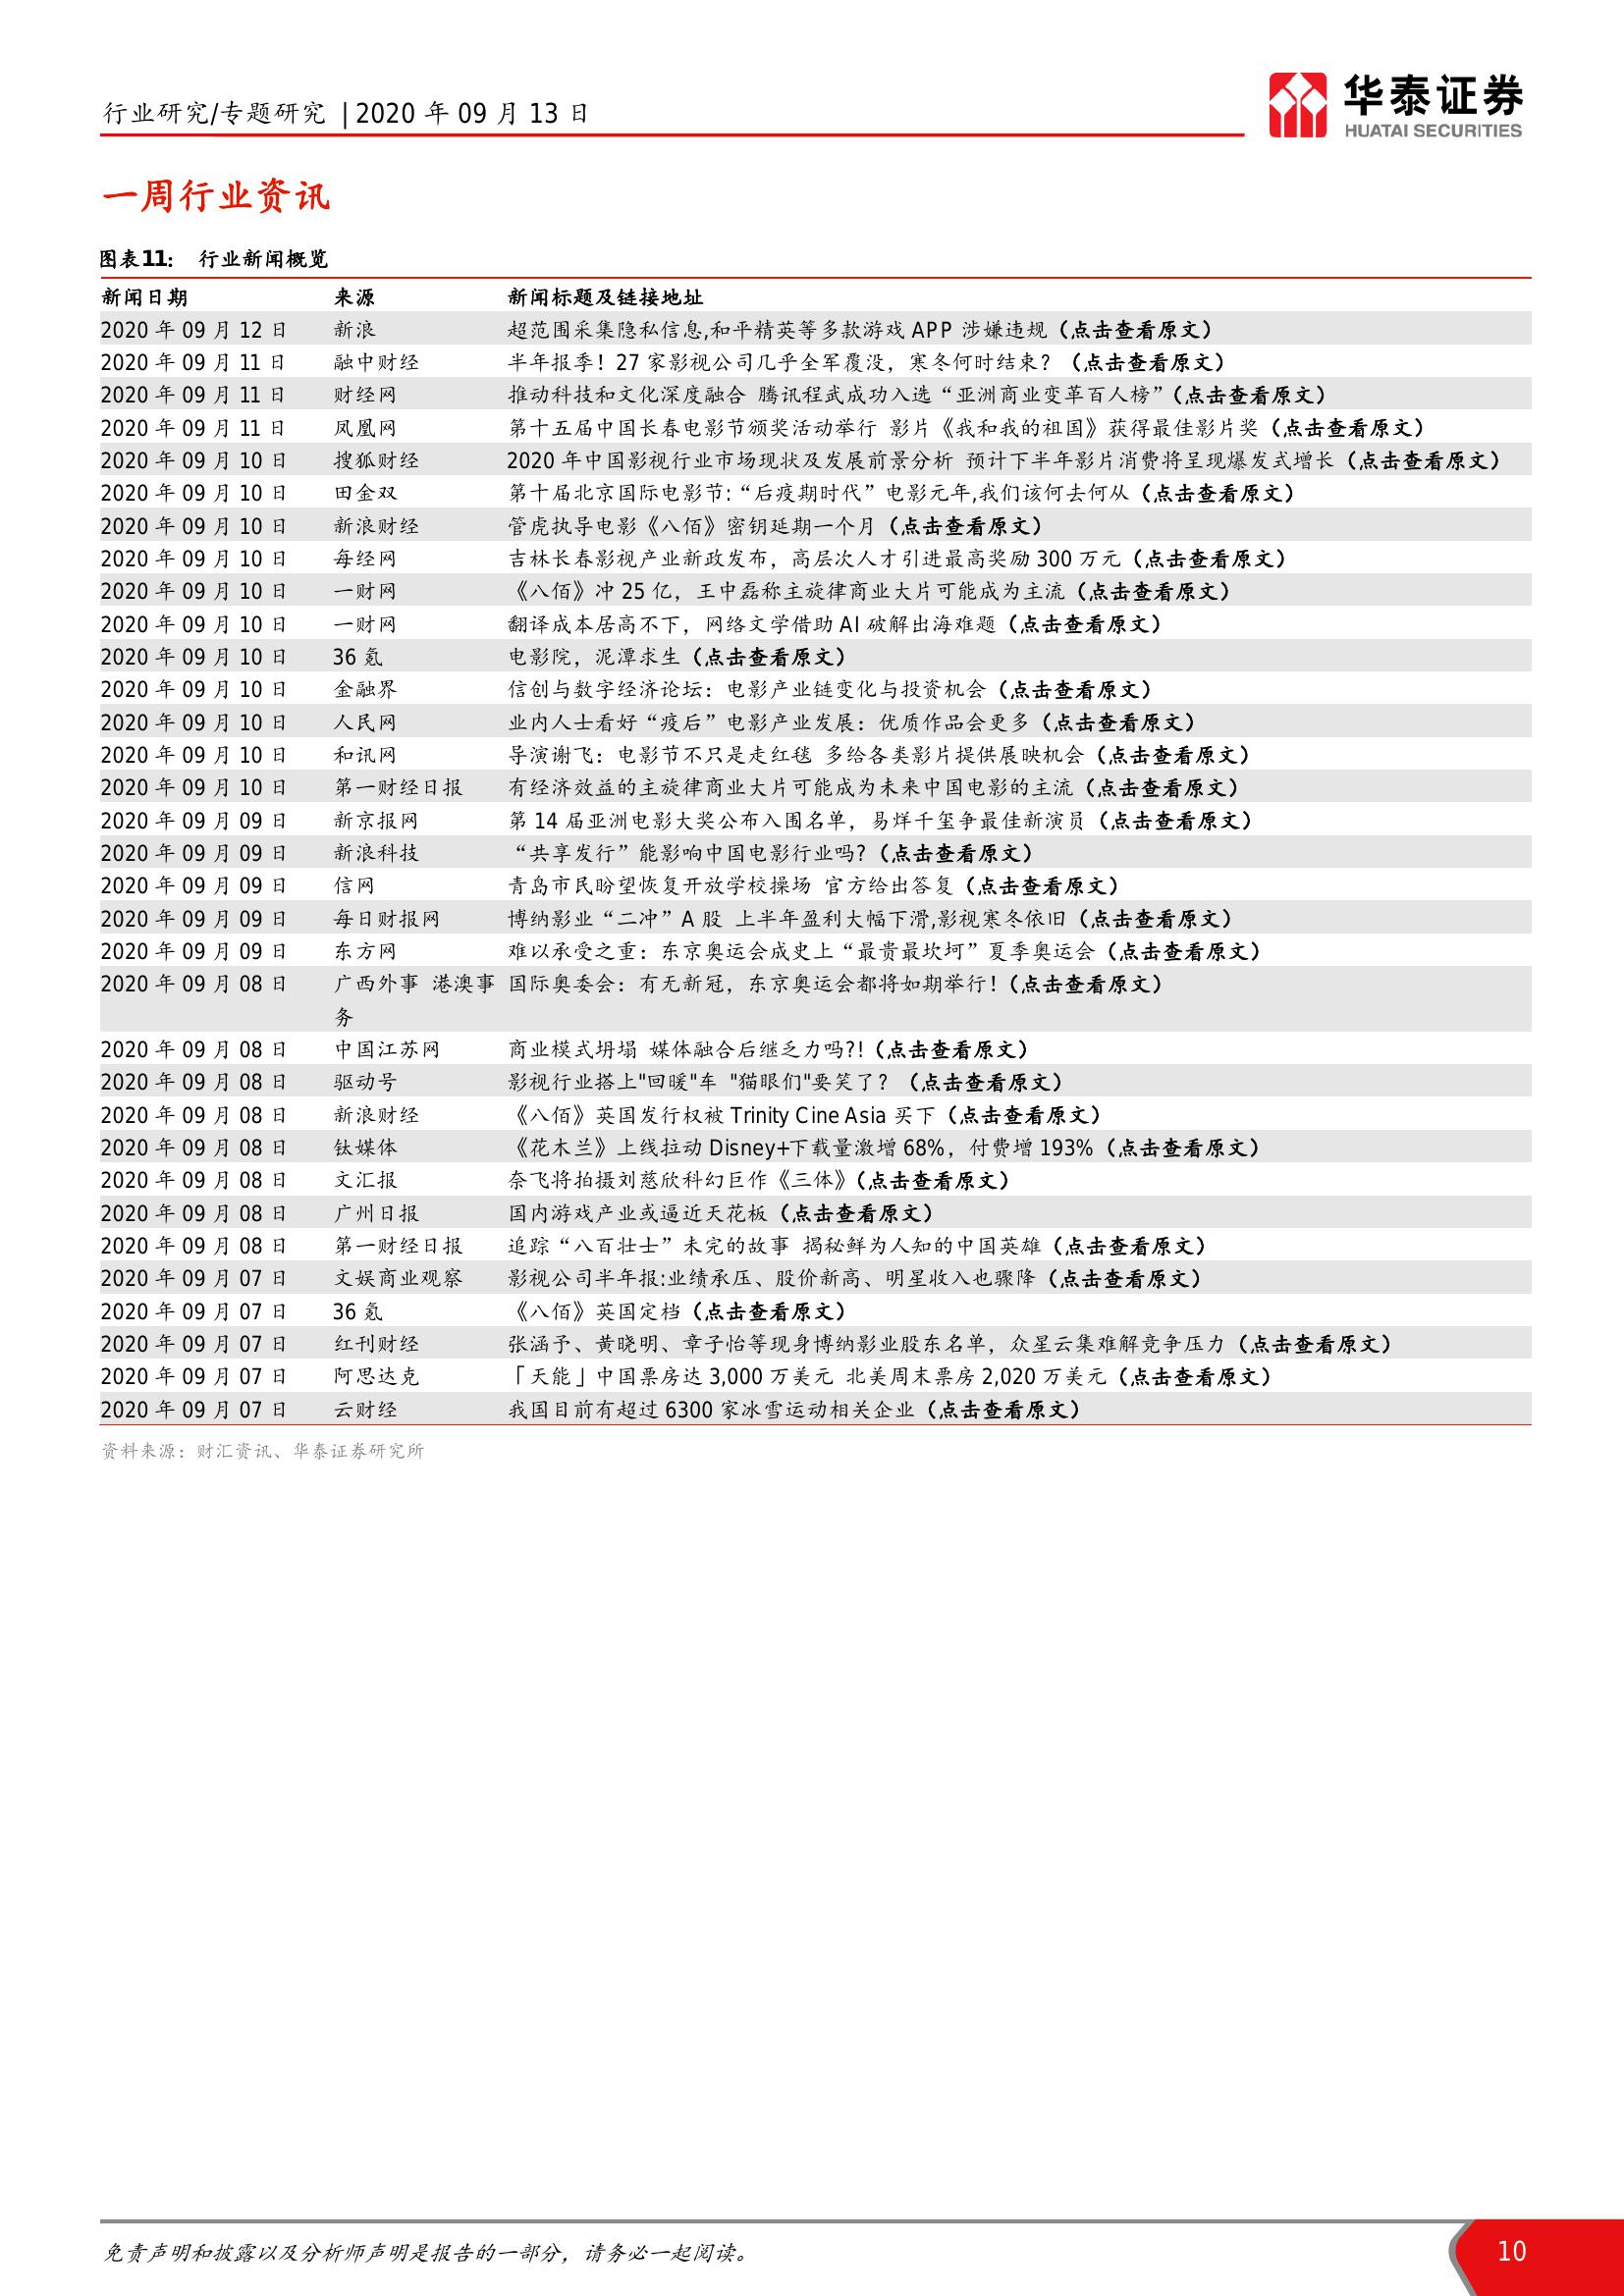 行业研究/专题研究 | 2020 年 09 月 13 日
华泰证券
HUATAI SECURITIES
一周行业资讯
图表11： 行业新闻概览
新闻日期 来源 新闻标题及链接地址
2020 年 09 月 12 日 新浪 超范围采集隐私信息,和平精英等多款游戏 APP 涉嫌违规（点击查看原文）
2020 年 09 月 11 日 融中财经 半年报季！27 家影视公司几乎全军覆没，寒冬何时结束？（点击查看原文）
2020 年 09 月 11 日 财经网 推动科技和文化深度融合 腾讯程武成功入选“亚洲商业变革百人榜”（点击查看原文）
2020 年 09 月 11 日 凤凰网 第十五届中国长春电影节颁奖活动举行 影片《我和我的祖国》获得最佳影片奖（点击查看原文）
2020 年 09 月 10 日 搜狐财经 2020 年中国影视行业市场现状及发展前景分析 预计下半年影片消费将呈现爆发式增长（点击查看原文）
2020 年 09 月 10 日 田金双 第十届北京国际电影节:“后疫期时代”电影元年,我们该何去何从（点击查看原文）
2020 年 09 月 10 日 新浪财经 管虎执导电影《八佰》密钥延期一个月（点击查看原文）
2020 年 09 月 10 日 每经网 吉林长春影视产业新政发布，高层次人才引进最高奖励 300 万元（点击查看原文）
2020 年 09 月 10 日 一财网 《八佰》冲 25 亿，王中磊称主旋律商业大片可能成为主流（点击查看原文）
2020 年 09 月 10 日 一财网 翻译成本居高不下，网络文学借助 AI 破解出海难题（点击查看原文）
2020 年 09 月 10 日 36 氪 电影院，泥潭求生（点击查看原文）
2020 年 09 月 10 日 金融界 信创与数字经济论坛：电影产业链变化与投资机会（点击查看原文）
2020 年 09 月 10 日 人民网 业内人士看好“疫后”电影产业发展：优质作品会更多（点击查看原文）
2020 年 09 月 10 日 和讯网 导演谢飞：电影节不只是走红毯 多给各类影片提供展映机会（点击查看原文）
2020 年 09 月 10 日 第一财经日报 有经济效益的主旋律商业大片可能成为未来中国电影的主流（点击查看原文）
2020 年 09 月 09 日 新京报网 第 14 届亚洲电影大奖公布入围名单，易烊千玺争最佳新演员（点击查看原文）
2020 年 09 月 09 日 新浪科技 “共享发行”能影响中国电影行业吗?（点击查看原文）
2020 年 09 月 09 日 信网 青岛市民盼望恢复开放学校操场 官方给出答复（点击查看原文）
2020 年 09 月 09 日 每日财报网 博纳影业“二冲”A 股 上半年盈利大幅下滑,影视寒冬依旧（点击查看原文）
2020 年 09 月 09 日 东方网 难以承受之重：东京奥运会成史上“最贵最坎坷”夏季奥运会（点击查看原文）
2020 年 09 月 08 日 广西外事 港澳事 国际奥委会：有无新冠，东京奥运会都将如期举行!（点击查看原文）
务
2020 年 09 月 08 日 中国江苏网 商业模式坍塌 媒体融合后继乏力吗?!（点击查看原文）
2020 年 09 月 08 日 驱动号 影视行业搭上"回暖"车 "猫眼们"要笑了？（点击查看原文）
2020 年 09 月 08 日 新浪财经 《八佰》英国发行权被 Trinity Cine Asia 买下（点击查看原文）
2020 年 09 月 08 日 钛媒体 《花木兰》上线拉动 Disney+下载量激增 68%，付费增 193%（点击查看原文）
2020 年 09 月 08 日 文汇报 奈飞将拍摄刘慈欣科幻巨作《三体》（点击查看原文）
2020 年 09 月 08 日 广州日报 国内游戏产业或逼近天花板（点击查看原文）
2020 年 09 月 08 日 第一财经日报 追踪“八百壮士”未完的故事 揭秘鲜为人知的中国英雄（点击查看原文）
2020 年 09 月 07 日 文娱商业观察 影视公司半年报:业绩承压、股价新高、明星收入也骤降（点击查看原文）
2020 年 09 月 07 日 36 氪 《八佰》英国定档（点击查看原文）
2020 年 09 月 07 日 红刊财经 张涵予、黄晓明、章子怡等现身博纳影业股东名单，众星云集难解竞争压力（点击查看原文）
2020 年 09 月 07 日 阿思达克 「天能」中国票房达 3,000 万美元 北美周末票房 2,020 万美元（点击查看原文）
2020 年 09 月 07 日 云财经 我国目前有超过 6300 家冰雪运动相关企业（点击查看原文）
资料来源：财汇资讯、华泰证券研究所
免责声明和披露以及分析师声明是报告的一部分，请务必一起阅读。 10